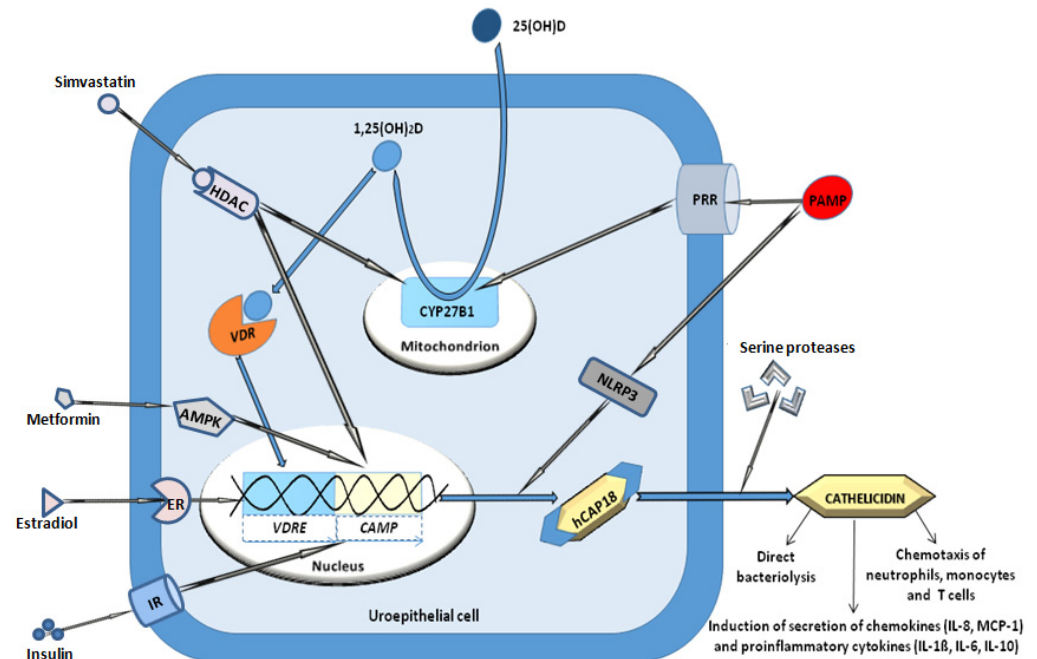 25(OH)D
Simvastatin
1,25(OH)₂D
HDAC
PRR
PAMP
CYP27B1
Mitochondrion
VDR
Serine proteases
NLRP3
Metformin
AMPK
Estradiol
ER
VDRE
CAMP
Nucleus
hCAP18
CATHELICIDIN
Direct
bacteriolysis
Chemotaxis of
neutrophils, monocytes
and T cells
IR
Insulin
Uroepithelial cell
Induction of secretion of chemokines (IL-8, MCP-1)
and proinflammatory cytokines (IL-1ß, IL-6, IL-10)